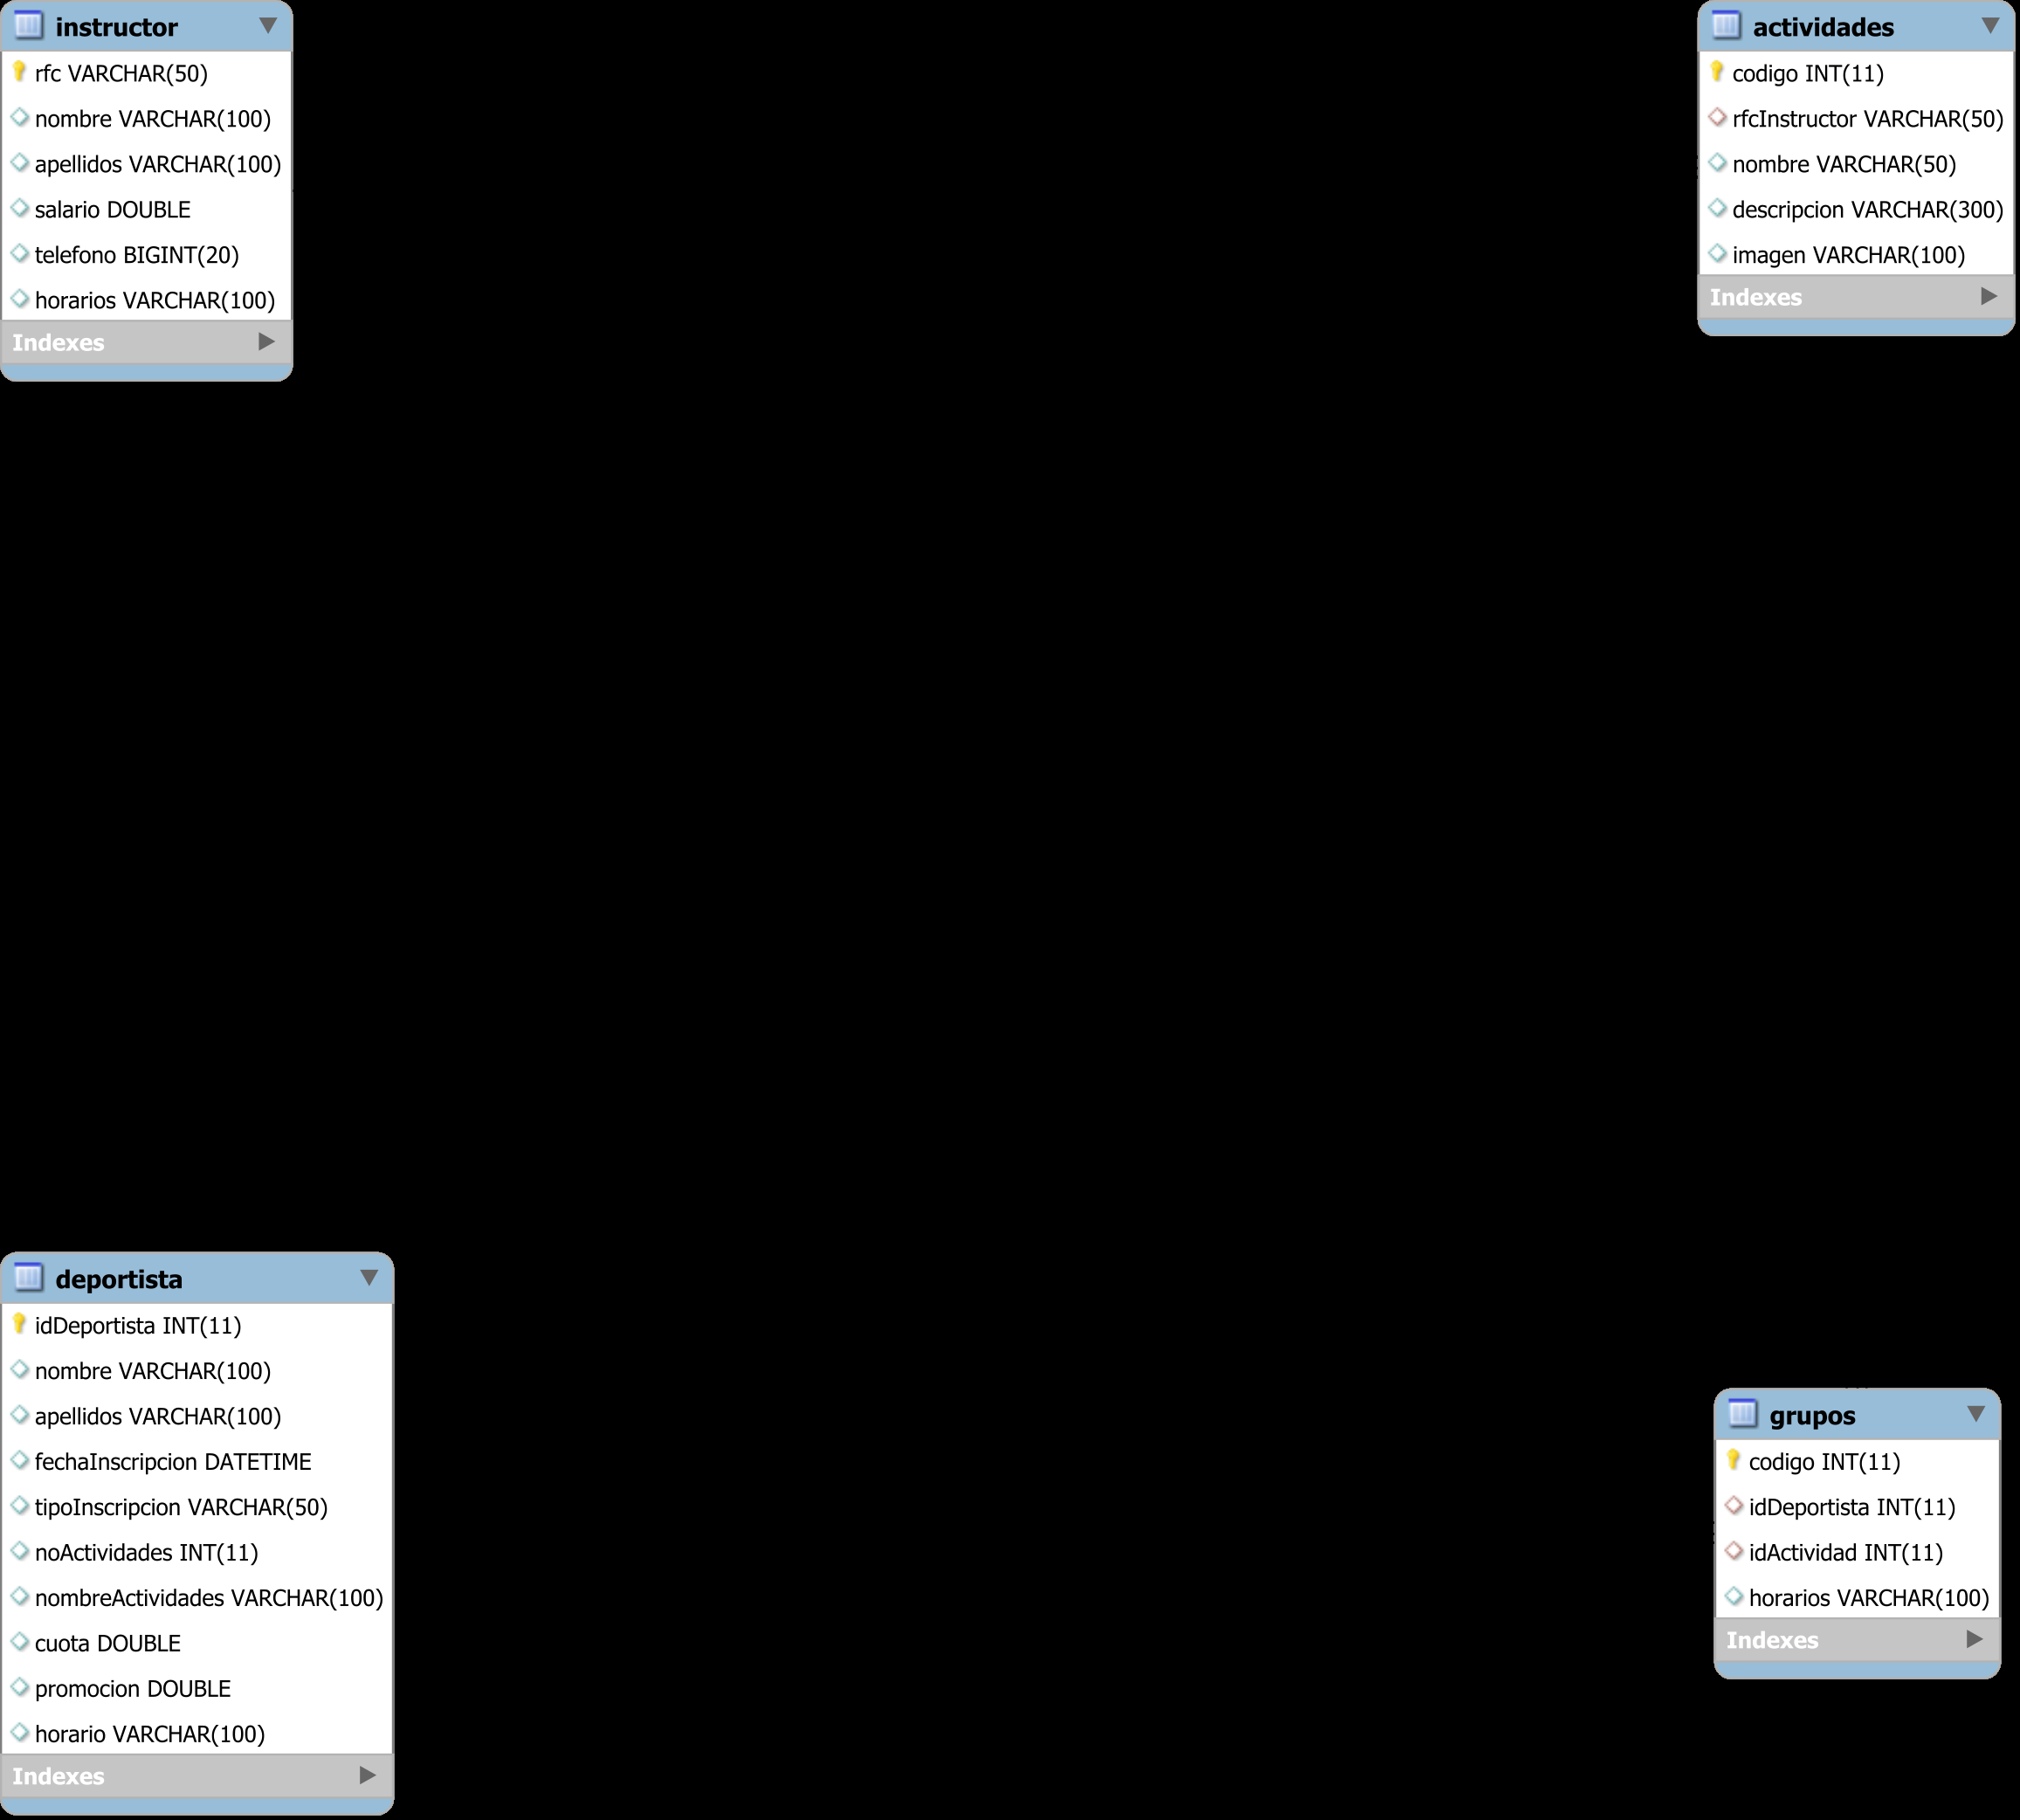 instructor
rfc VARCHAR(50)
nombre VARCHAR(100)
apellidos VARCHAR(100)
salario DOUBLE
telefono BIGINT(20)
horarios VARCHAR(100)
Indexes
actividades
codigo INT(11)
rfcInstructor VARCHAR(50)
nombre VARCHAR(50)
descripcion VARCHAR(300)
imagen VARCHAR(100)
Indexes
deportista
idDeportista INT(11)
nombre VARCHAR(100)
apellidos VARCHAR(100)
fechaInscripcion DATETIME
tipoInscripcion VARCHAR(50)
noActividades INT(11)
nombreActividades VARCHAR(100)
cuota DOUBLE
promocion DOUBLE
horario VARCHAR(100)
Indexes
grupos
codigo INT(11)
idDeportista INT(11)
idActividad INT(11)
horarios VARCHAR(100)
Indexes